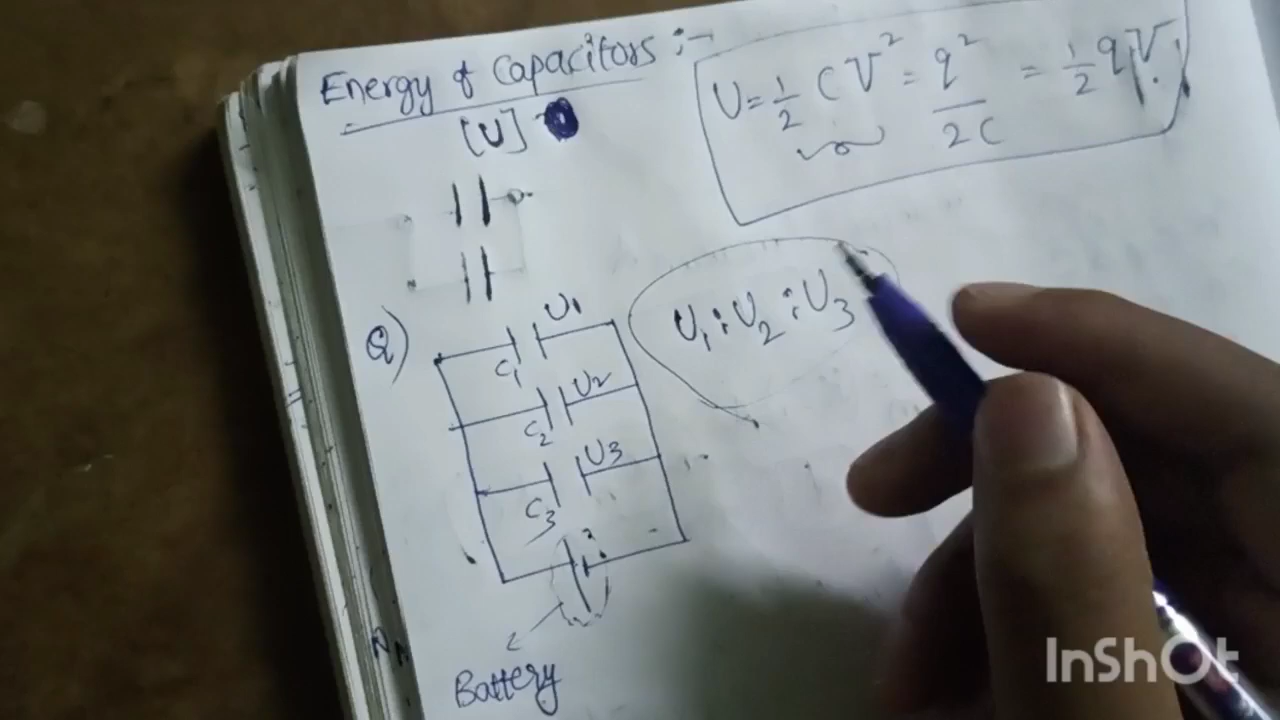 Energy of Capacitors :-
[U]
U = 1/2 CV² = q²/2C = 1/2 qV.
Q)
U1
C1
U₁ : U₂ : U₃
U2
C2
U3
C3
Battery
InShOt